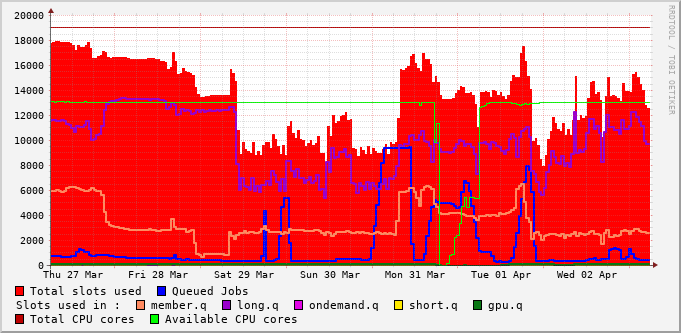 20000
18000
16000
14000
12000
10000
8000
6000
4000
2000
0
Thu 27 Mar Fri 28 Mar Sat 29 Mar Sun 30 Mar Mon 31 Mar Tue 01 Apr Wed 02 Apr
RRDTOOL / TOBI OETIKER
Total slots used Queued Jobs
Slots used in : member.q long.q ondemand.q short.q gpu.q
Total CPU cores Available CPU cores